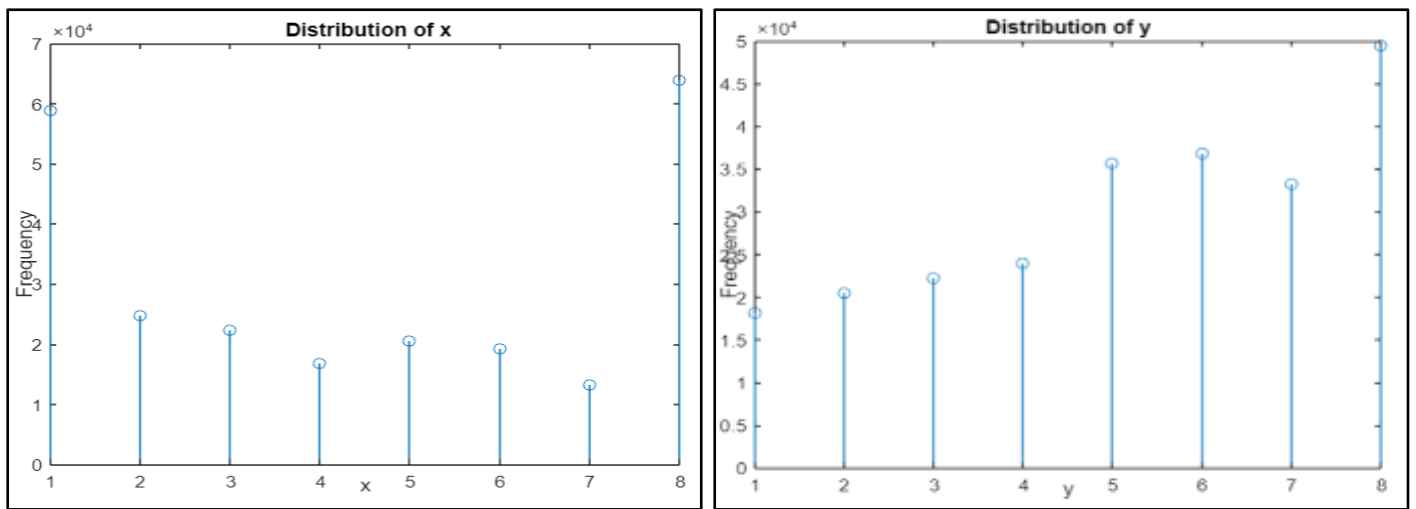 Distribution of x
×10⁴
7
6
5
4
3
2
1
0
Frequency
1 2 3 4 5 6 7 8
x
Distribution of y
×10⁴
5
4.5
4
3.5
3
2.5
2
1.5
1
0.5
0
Frequency
1 2 3 4 5 6 7 8
y